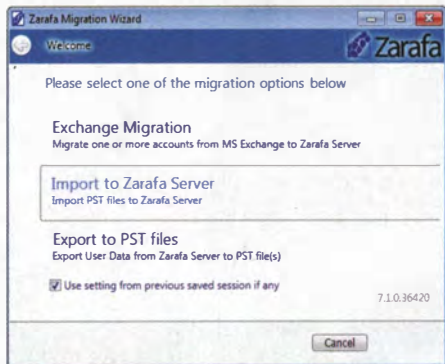 Zarafa Migration Wizard
Welcome
Zarafa
Please select one of the migration options below
Exchange Migration
Migrate one or more accounts from MS Exchange to Zarafa Server
Import to Zarafa Server
Import PST files to Zarafa Server
Export to PST files
Export User Data from Zarafa Server to PST file(s)
Use setting from previous saved session if any
7.1.0.36420
Cancel